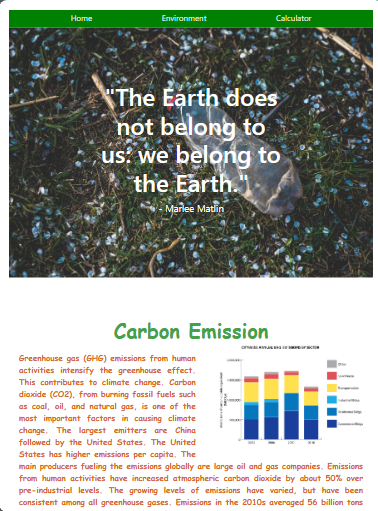 Home Environment Calculator
"The Earth does
not belong to
us: we belong to
the Earth."
- Marlee Matlin
Carbon Emission
Greenhouse gas (GHG) emissions from human
activities intensify the greenhouse effect.
This contributes to climate change. Carbon
dioxide (CO2), from burning fossil fuels such
as coal, oil, and natural gas, is one of the
most important factors in causing climate
change. The largest emitters are China
followed by the United States. The United
States has higher emissions per capita. The
main producers fueling the emissions globally are large oil and gas companies. Emissions
from human activities have increased atmospheric carbon dioxide by about 50% over
pre-industrial levels. The growing levels of emissions have varied, but have been
consistent among all greenhouse gases. Emissions in the 2010s averaged 56 billion tons